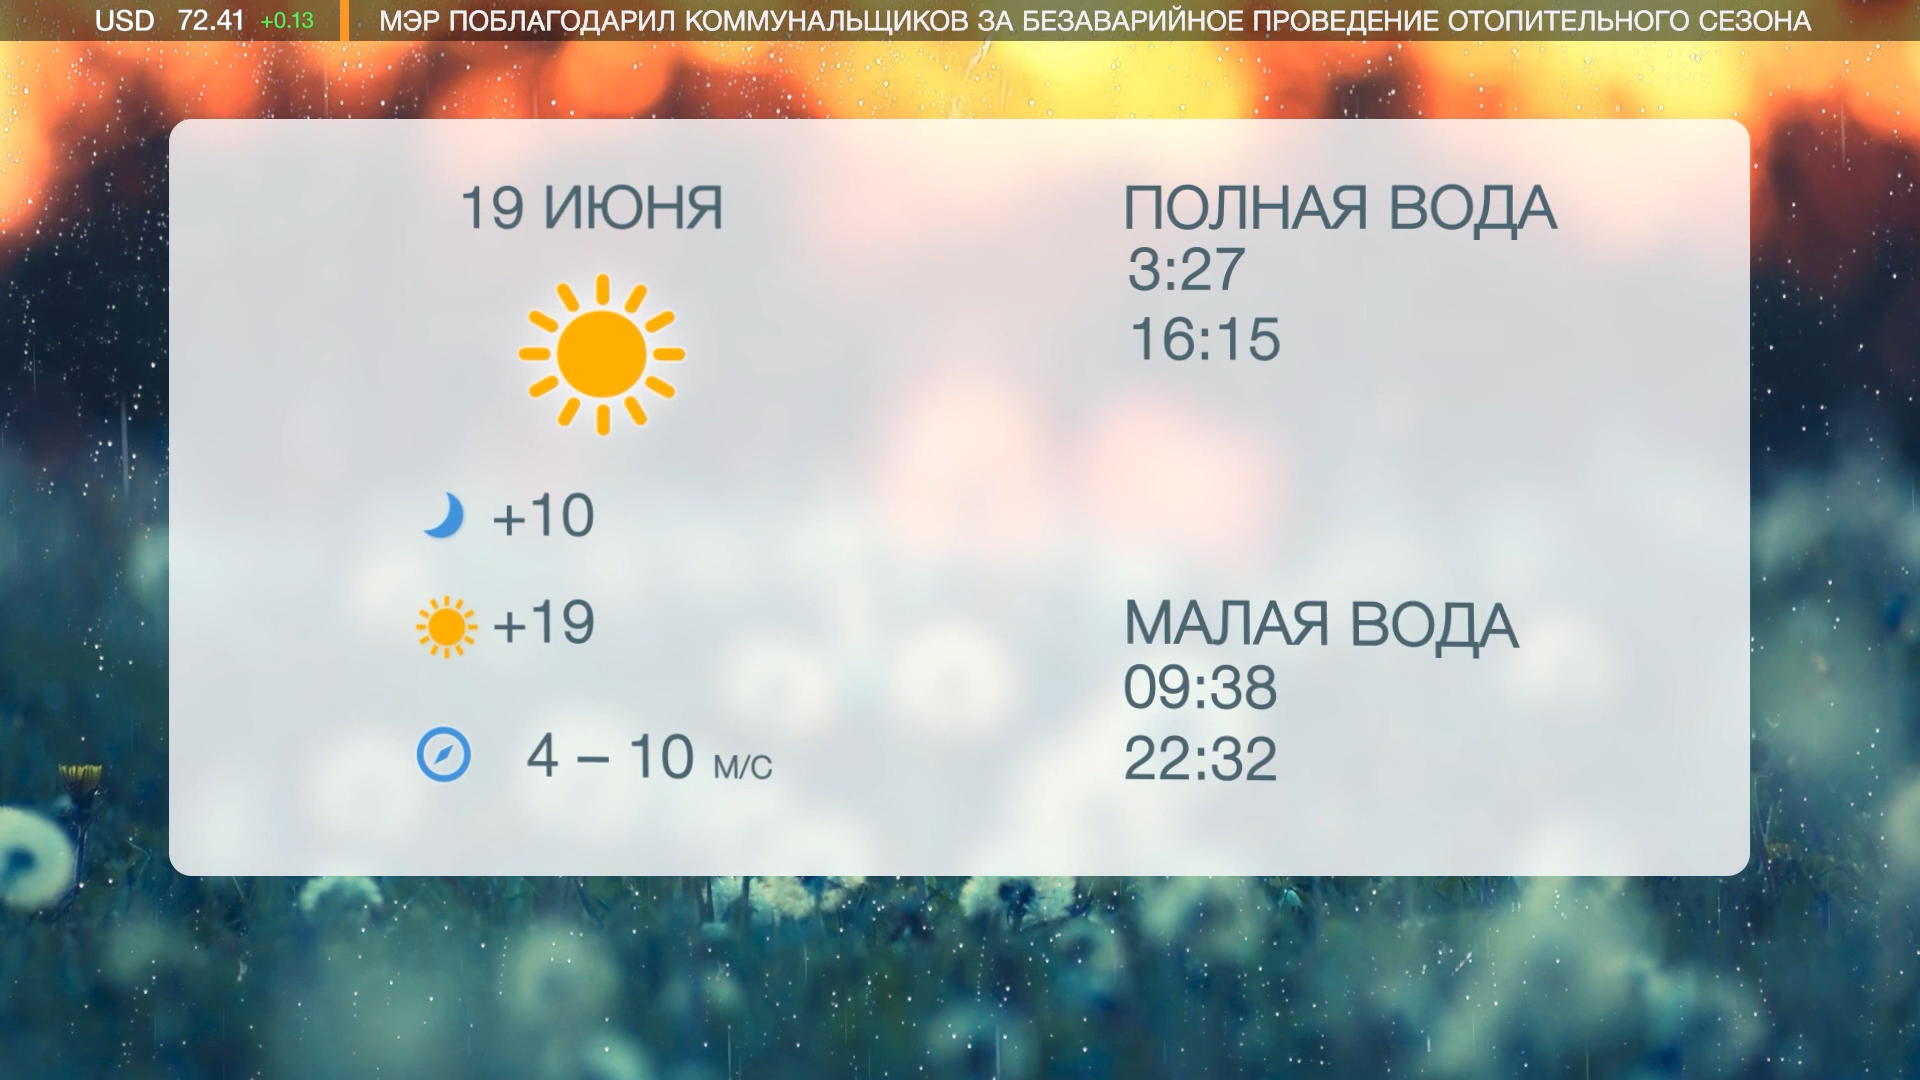 USD 72.41 +0.13
МЭР ПОБЛАГОДАРИЛ КОММУНАЛЬЩИКОВ ЗА БЕЗАВАРИЙНОЕ ПРОВЕДЕНИЕ ОТОПИТЕЛЬНОГО СЕЗОНА
19 ИЮНЯ
+10
+19
4 – 10 М/С
ПОЛНАЯ ВОДА
3:27
16:15
МАЛАЯ ВОДА
09:38
22:32